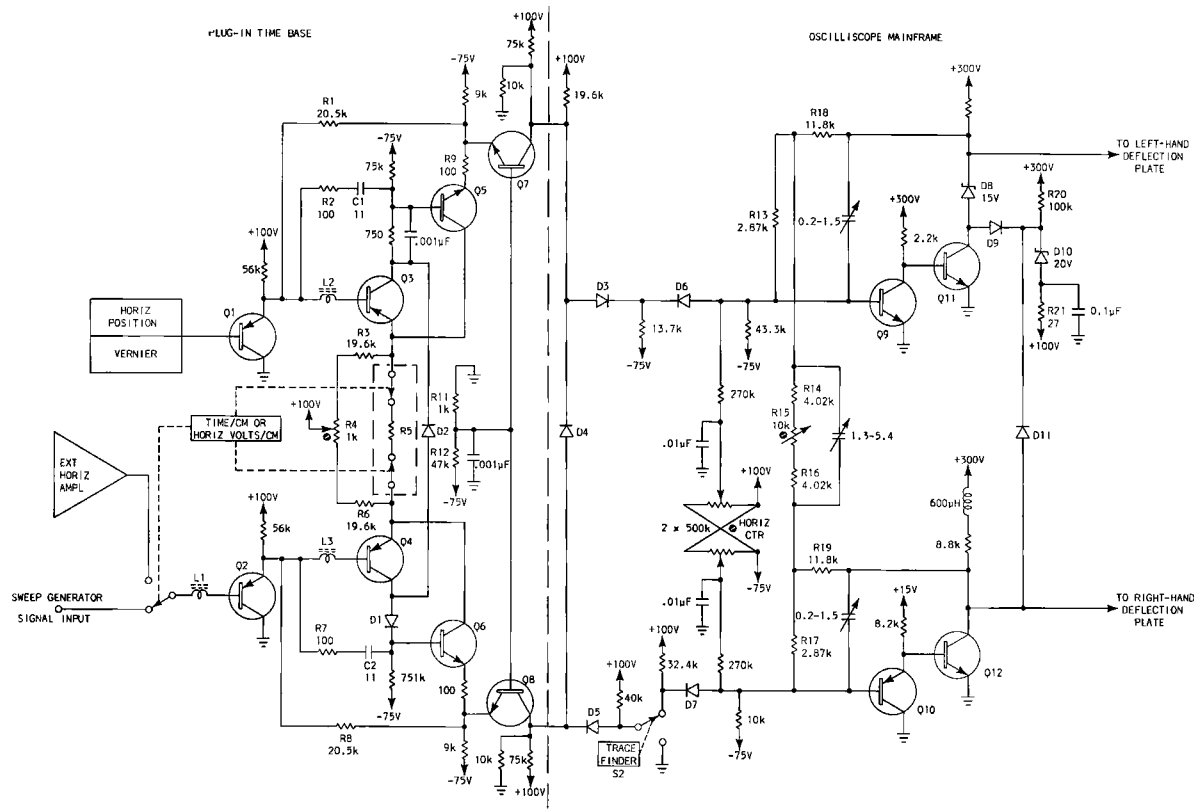 PLUG-IN TIME BASE
OSCILLISCOPE MAINFRAME
+100V
75k
-75V
9k
10k
+100V
19.6k
R1
20.5k
-75V
75k
R9
100
Q7
Q5
R2
100
C1
11
750
.001µF
+100V
56k
L2
Q3
Q1
HORIZ
POSITION
VERNIER
R3
19.6k
+100V
R4
1k
R5
TIME/CM OR
HORIZ VOLTS/CM
D2
R11
1k
R12
47k
.001µF
-75V
D4
EXT
HORIZ
AMPL
R6
19.6k
+100V
56k
L3
Q4
Q2
L1
SWEEP GENERATOR
SIGNAL INPUT
D1
R7
100
C2
11
751k
-75V
Q6
100
Q8
R8
20.5k
9k
-75V
10k
75k
+100V
D5
+100V
40k
TRACE
FINDER
S2
+100V
32.4k
D7
10k
-75V
270k
.01µF
2 x 500k
HORIZ
CTR
+100V
-75V
.01µF
270k
D3
D6
13.7k
-75V
43.3k
-75V
R13
2.87k
R18
11.8k
0.2-1.5
+300V
2.2k
Q9
Q11
+300V
D8
15V
TO LEFT-HAND
DEFLECTION
PLATE
+300V
R20
100k
D9
D10
20V
R21
27
0.1µF
+100V
R14
4.02k
R15
10k
R16
4.02k
1.3-5.4
D11
+300V
600µH
8.8k
R19
11.8k
0.2-1.5
R17
2.87k
+15V
8.2k
Q10
Q12
TO RIGHT-HAND
DEFLECTION
PLATE